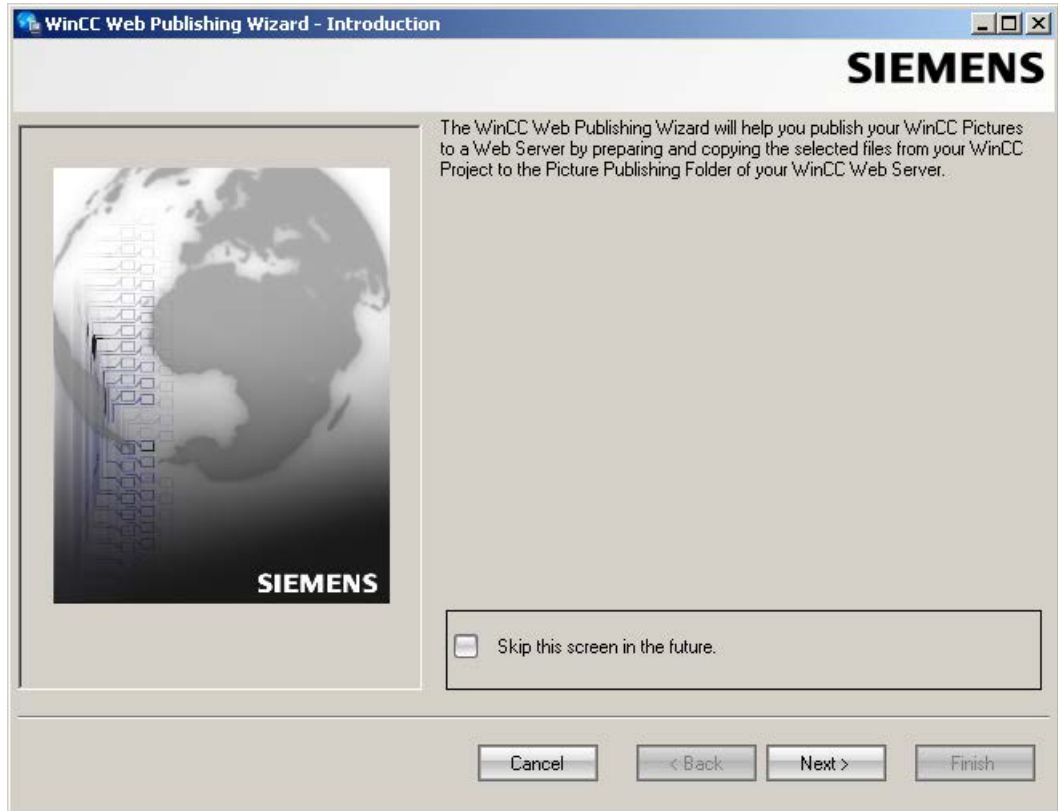 WinCC Web Publishing Wizard - Introduction
SIEMENS
The WinCC Web Publishing Wizard will help you publish your WinCC Pictures
to a Web Server by preparing and copying the selected files from your WinCC
Project to the Picture Publishing Folder of your WinCC Web Server.
SIEMENS
Skip this screen in the future.
Cancel
< Back
Next >
Finish